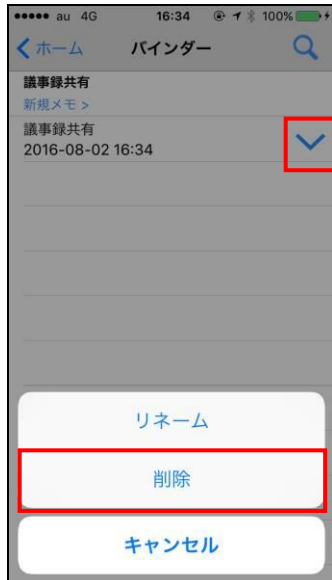 au 4G 16:34 100%
ホーム バインダー
議事録共有
新規メモ >
議事録共有
2016-08-02 16:34
リネーム
削除
キャンセル